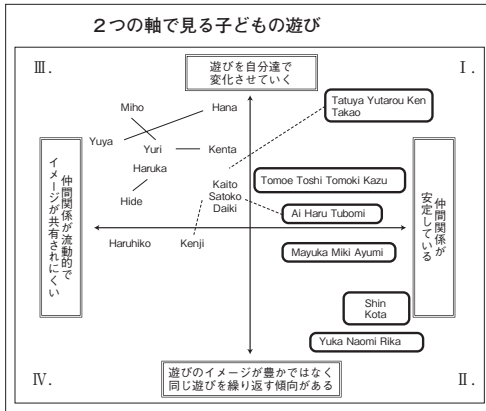 2つの軸で見る子どもの遊び
Ⅲ.
遊びを自分達で
変化させていく
Ⅰ.
Miho
Hana
Tatuya Yutarou Ken
Takao
Yuya
Yuri
Kenta
Haruka
Hide
Kaito
Satoko
Daiki
Tomoe Toshi Tomoki Kazu
Ai Haru Tubomi
仲間関係が流動的で
イメージが共有されにくい
仲間関係が
安定している
Haruhiko
Kenji
Mayuka Miki Ayumi
Shin
Kota
Yuka Naomi Rika
Ⅳ.
遊びのイメージが豊かではなく
同じ遊びを繰り返す傾向がある
Ⅱ.